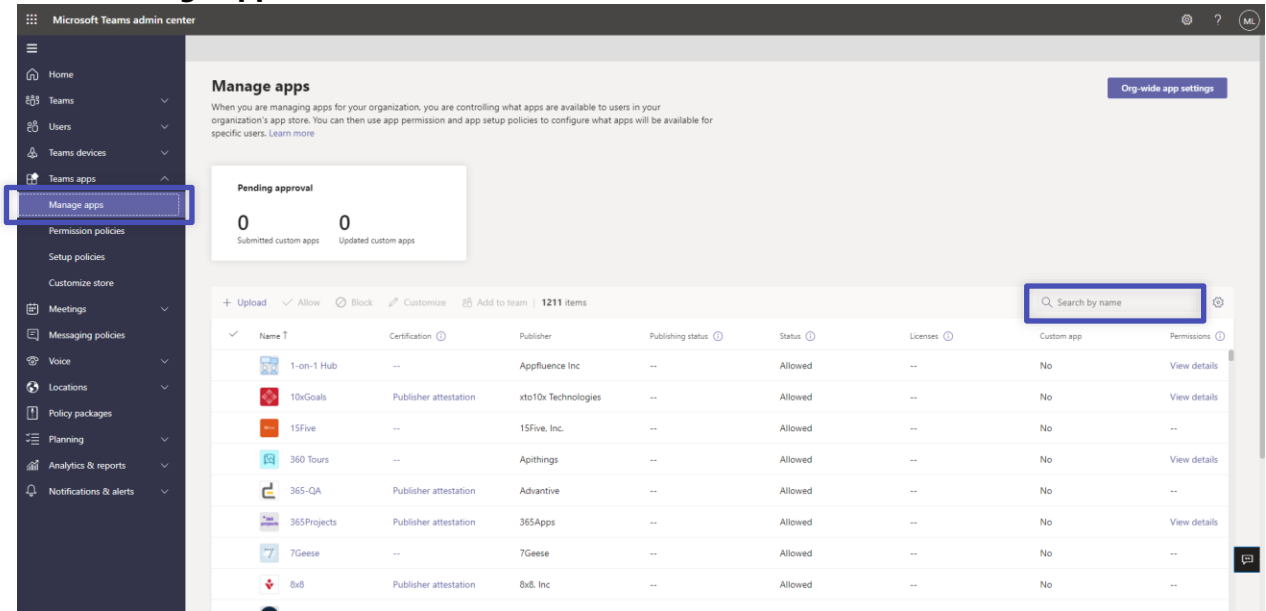 Microsoft Teams admin center
?
ML
Home
Teams
Users
Teams devices
Teams apps
Manage apps
Permission policies
Setup policies
Customize store
Meetings
Messaging policies
Voice
Locations
Policy packages
Planning
Analytics & reports
Notifications & alerts
Manage apps
Org-wide app settings
When you are managing apps for your organization, you are controlling what apps are available to users in your
organization's app store. You can then use app permission and app setup policies to configure what apps will be available for
specific users. Learn more
Pending approval
0 0
Submitted custom apps Updated custom apps
+ Upload Allow Block Customize Add to team | 1211 items Search by name
Name ↑ Certification Publisher Publishing status Status Licenses Custom app Permissions
1-on-1 Hub -- Appfluence Inc -- Allowed -- No View details
10xGoals Publisher attestation xto10x Technologies -- Allowed -- No View details
15Five -- 15Five, Inc. -- Allowed -- No --
360 Tours -- Apithings -- Allowed -- No View details
365-QA Publisher attestation Advantive -- Allowed -- No --
365Projects Publisher attestation 365Apps -- Allowed -- No View details
7Geese -- 7Geese -- Allowed -- No --
8x8 Publisher attestation 8x8, Inc -- Allowed -- No --